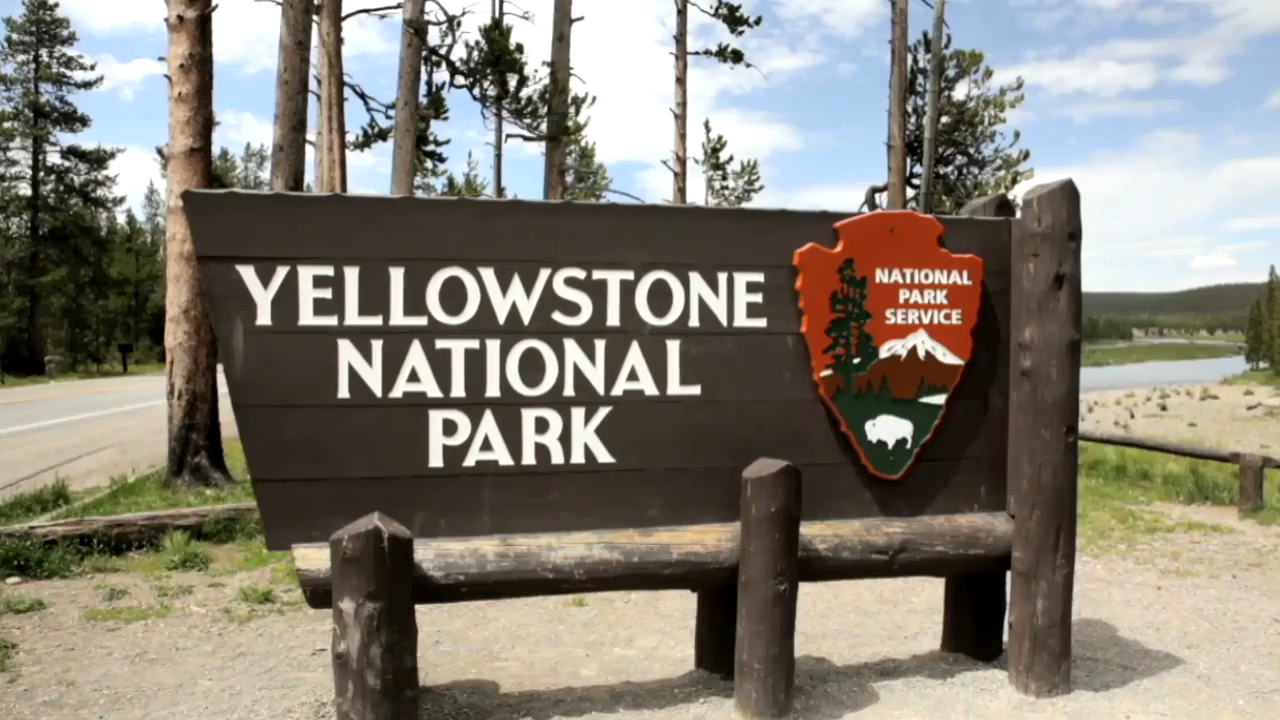 YELLOWSTONE
NATIONAL
PARK
NATIONAL
PARK
SERVICE